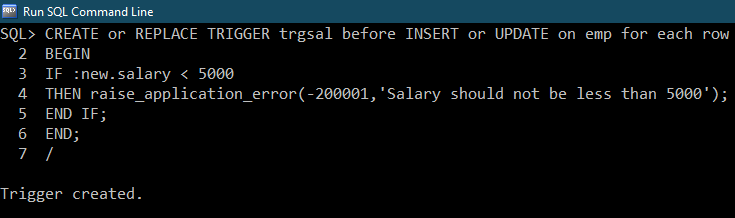 Run SQL Command Line
SQL> CREATE or REPLACE TRIGGER trgsal before INSERT or UPDATE on emp for each row
2 BEGIN
3 IF :new.salary < 5000
4 THEN raise_application_error(-200001,'Salary should not be less than 5000');
5 END IF;
6 END;
7 /
Trigger created.